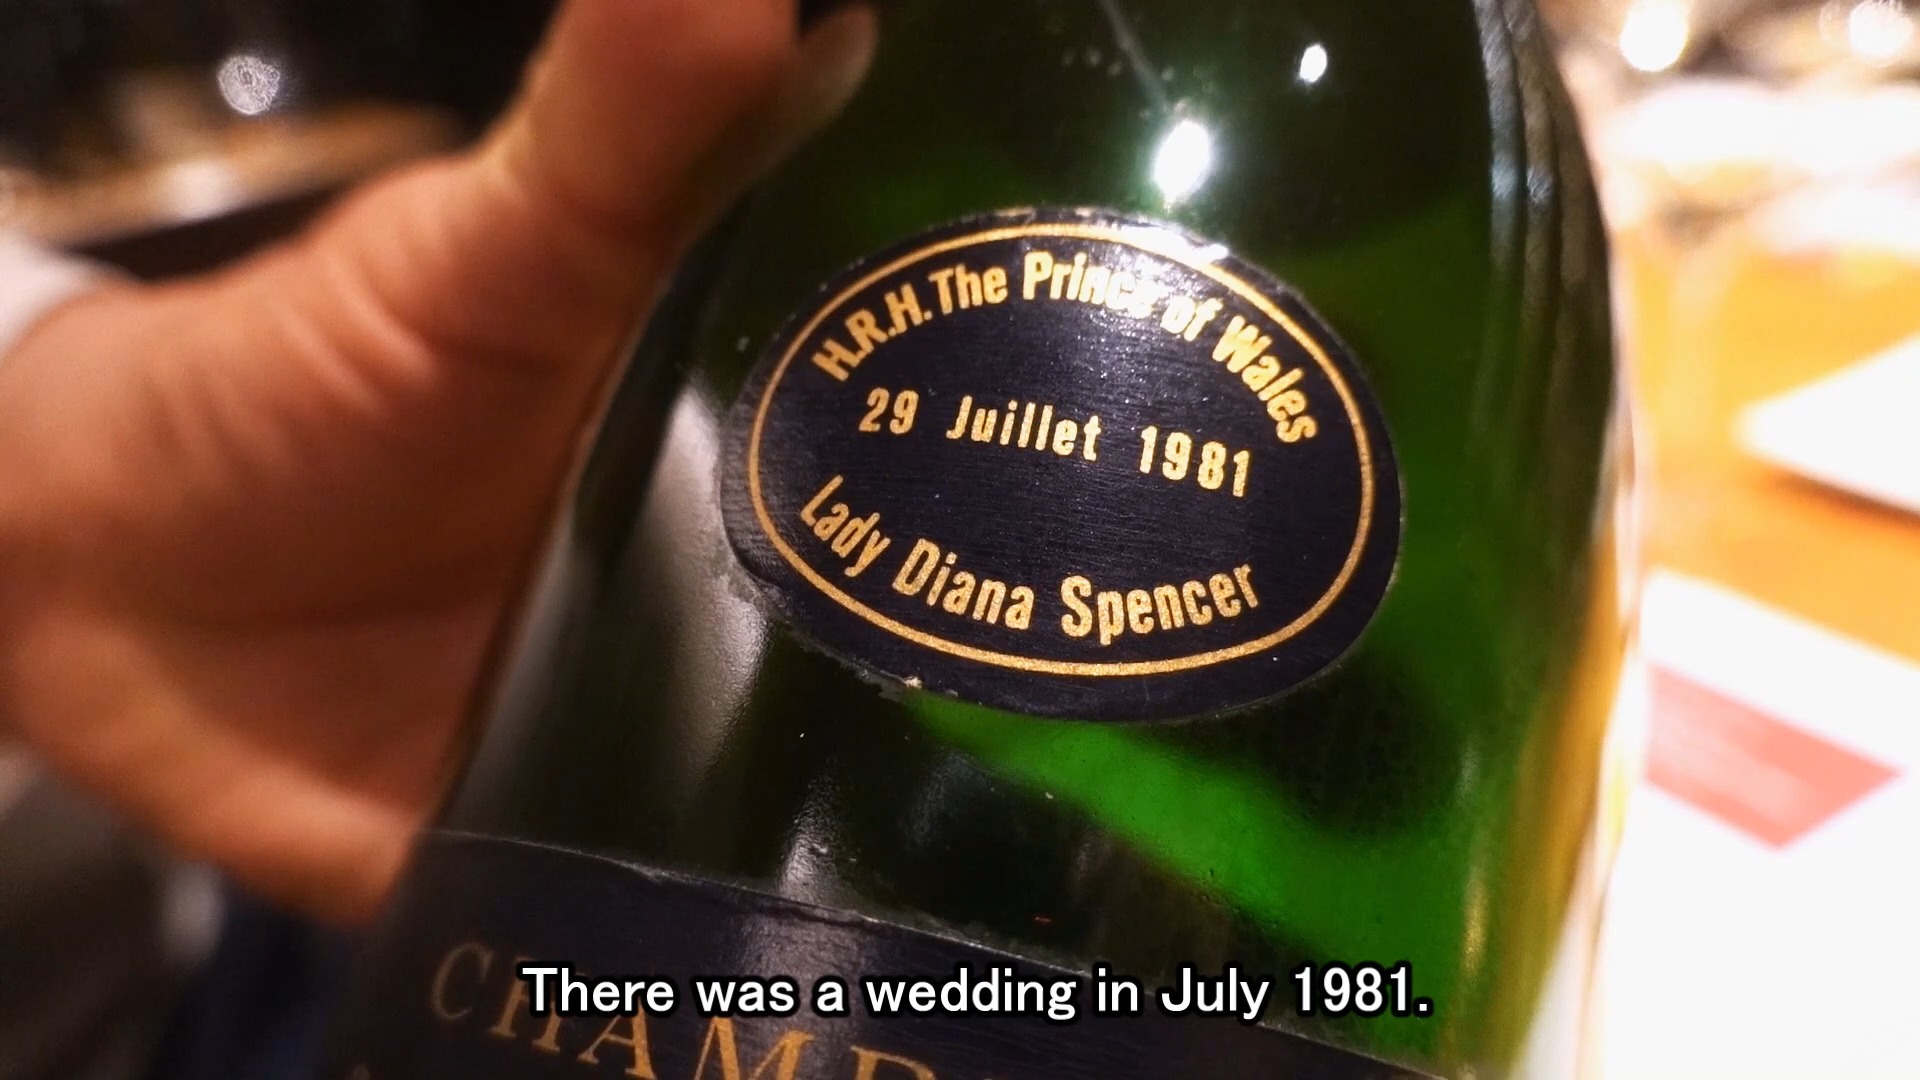 H.R.H. The Prince of Wales
29 Juillet 1981
Lady Diana Spencer
There was a wedding in July 1981.